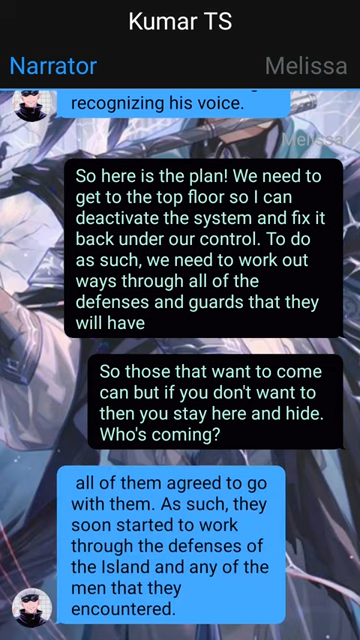 Kumar TS
Narrator
Melissa
recognizing his voice.
Melissa
So here is the plan! We need to
get to the top floor so I can
deactivate the system and fix it
back under our control. To do
as such, we need to work out
ways through all of the
defenses and guards that they
will have
So those that want to come
can but if you don't want to
then you stay here and hide.
Who's coming?
all of them agreed to go
with them. As such, they
soon started to work
through the defenses of
the Island and any of the
men that they
encountered.